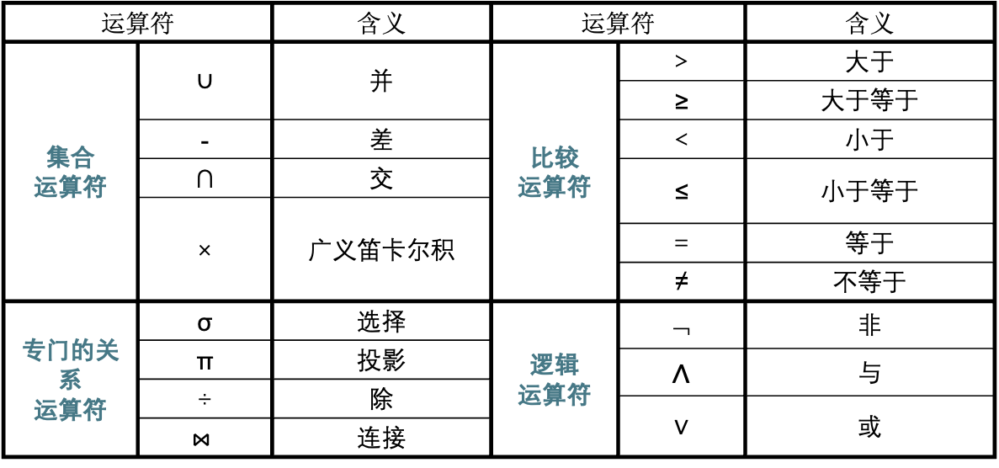 运算符 含义 运算符 含义
集合
运算符
∪ 并
- 差
∩ 交
× 广义笛卡尔积
比较
运算符
> 大于
≥ 大于等于
< 小于
≤ 小于等于
= 等于
≠ 不等于
专门的关
系
运算符
σ 选择
π 投影
÷ 除
⋈ 连接
逻辑
运算符
﹁ 非
∧ 与
∨ 或